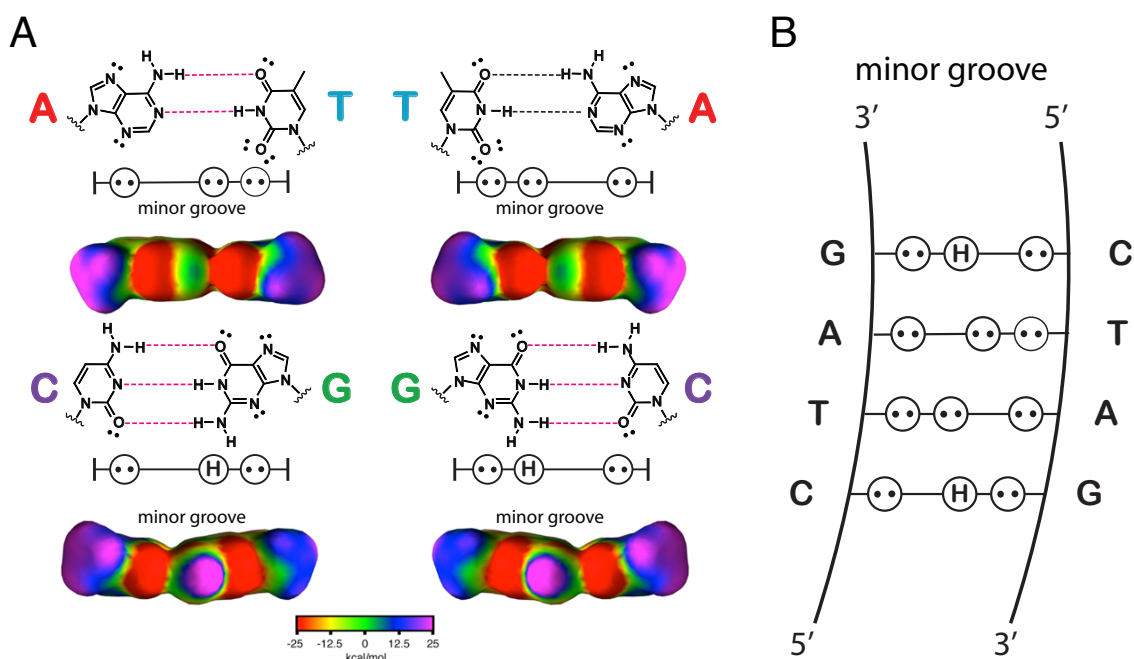 A
B
H
N H O
N N N
N N H N
N O
A T
minor groove
O H N H
N H N N
N O N N
T A
minor groove
H
N H O N
N H N N
O H N N
H
C G
H
minor groove
N O H N H
N N H N
N N H O N
H
G C
H
minor groove
-25 -12.5 0 12.5 25
kcal/mol
minor groove
3′ 5′
G H C
A T
T A
C H G
5′ 3′